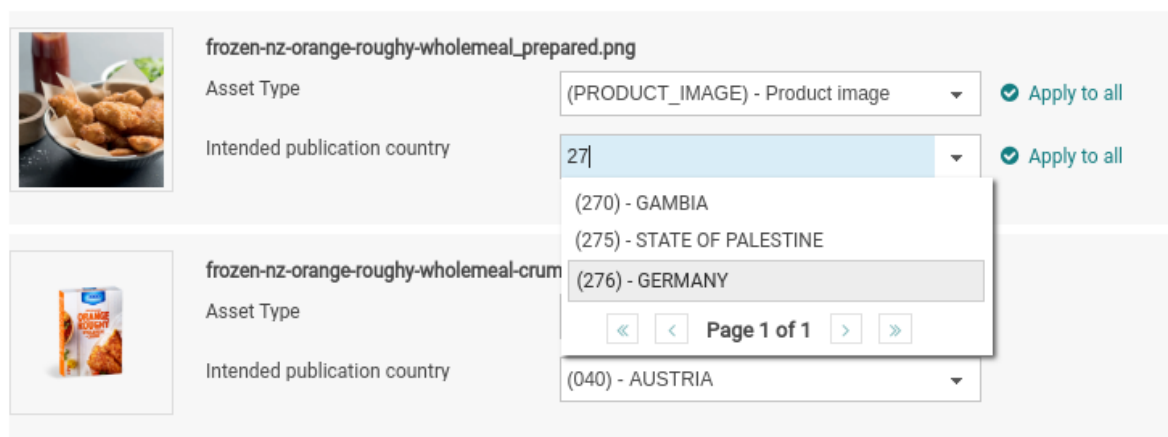 frozen-nz-orange-roughy-wholemeal_prepared.png
Asset Type
(PRODUCT_IMAGE) - Product image
Apply to all
Intended publication country
27
Apply to all
(270) - GAMBIA
(275) - STATE OF PALESTINE
(276) - GERMANY
« ‹ Page 1 of 1 › »
frozen-nz-orange-roughy-wholemeal-crum
Asset Type
Intended publication country
(040) - AUSTRIA
ORANGE
ROUGHY